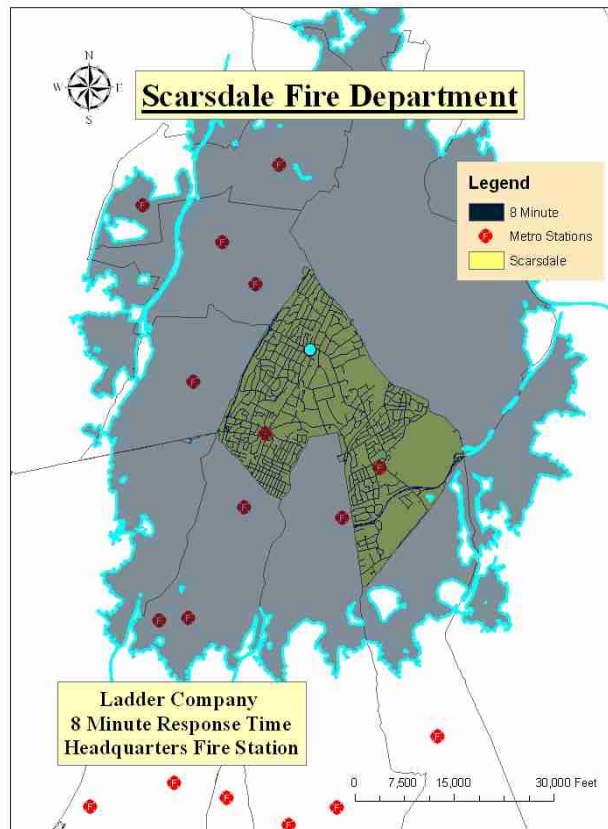 N
W E
S
Scarsdale Fire Department
Legend
8 Minute
F Metro Stations
Scarsdale
F
F
F
F
F
F
F
F
F
F
F
Ladder Company
8 Minute Response Time
Headquarters Fire Station
F
0 7,500 15,000 30,000 Feet
F
F
F
F
F